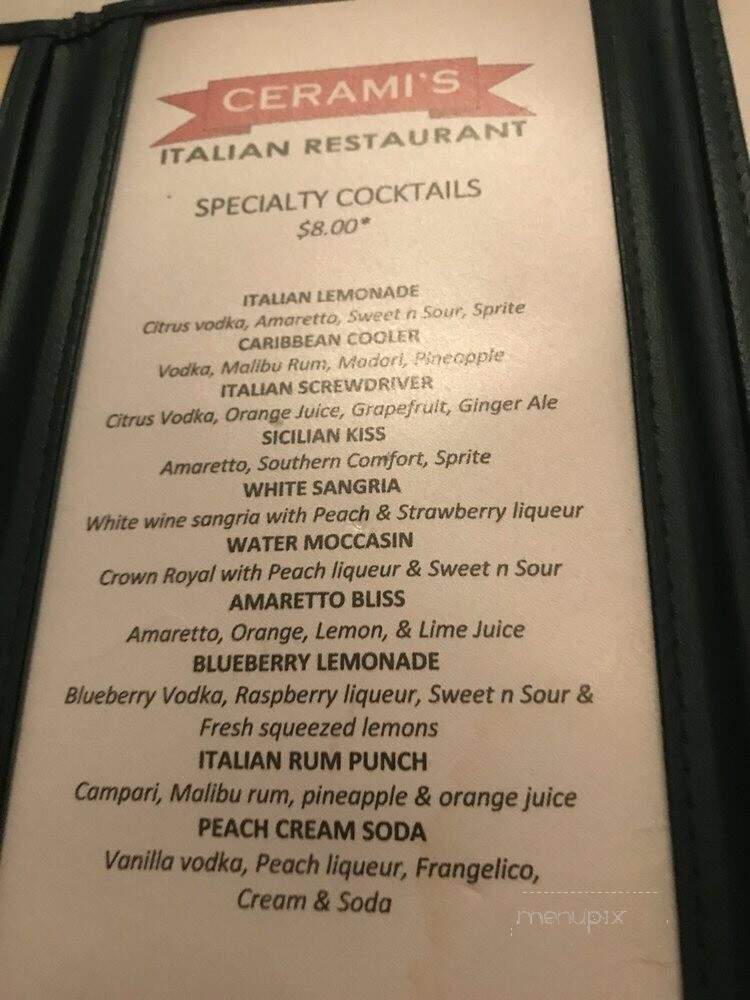 CERAMI'S
ITALIAN RESTAURANT
SPECIALTY COCKTAILS
$8.00*
ITALIAN LEMONADE
Citrus vodka, Amaretto, Sweet n Sour, Sprite
CARIBBEAN COOLER
Vodka, Malibu Rum, Madori, Pineapple
ITALIAN SCREWDRIVER
Citrus Vodka, Orange Juice, Grapefruit, Ginger Ale
SICILIAN KISS
Amaretto, Southern Comfort, Sprite
WHITE SANGRIA
White wine sangria with Peach & Strawberry liqueur
WATER MOCCASIN
Crown Royal with Peach liqueur & Sweet n Sour
AMARETTO BLISS
Amaretto, Orange, Lemon, & Lime Juice
BLUEBERRY LEMONADE
Blueberry Vodka, Raspberry liqueur, Sweet n Sour &
Fresh squeezed lemons
ITALIAN RUM PUNCH
Campari, Malibu rum, pineapple & orange juice
PEACH CREAM SODA
Vanilla vodka, Peach liqueur, Frangelico,
Cream & Soda
menupix